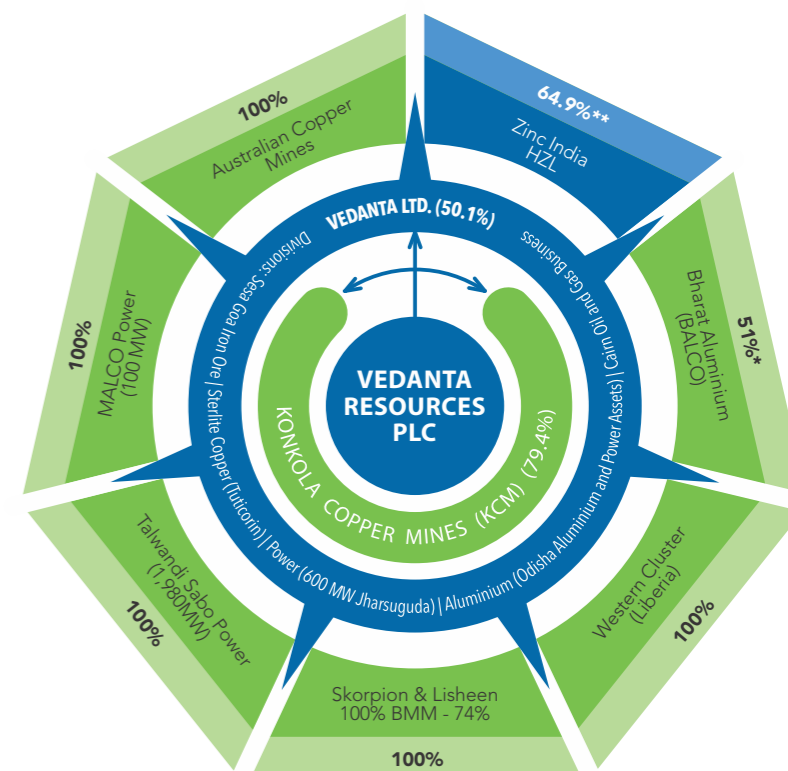 64.9%**
Zinc India
HZL
51%*
Bharat Aluminium
(BALCO)
100%
Western Cluster
(Liberia)
Skorpion & Lisheen
100% BMM - 74%
100%
100%
Talwandi Sabo Power
(1,980MW)
100%
MALCO Power
(100 MW)
100%
Australian Copper
Mines
VEDANTA LTD. (50.1%)
Divisions: Sesa Goa Iron Ore | Sterlite Copper (Tuticorin) | Power (600 MW Jharsuguda) | Aluminium (Odisha Aluminium and Power Assets) | Cairn Oil and Gas Business
KONKOLA COPPER MINES (KCM) (79.4%)
VEDANTA
RESOURCES
PLC